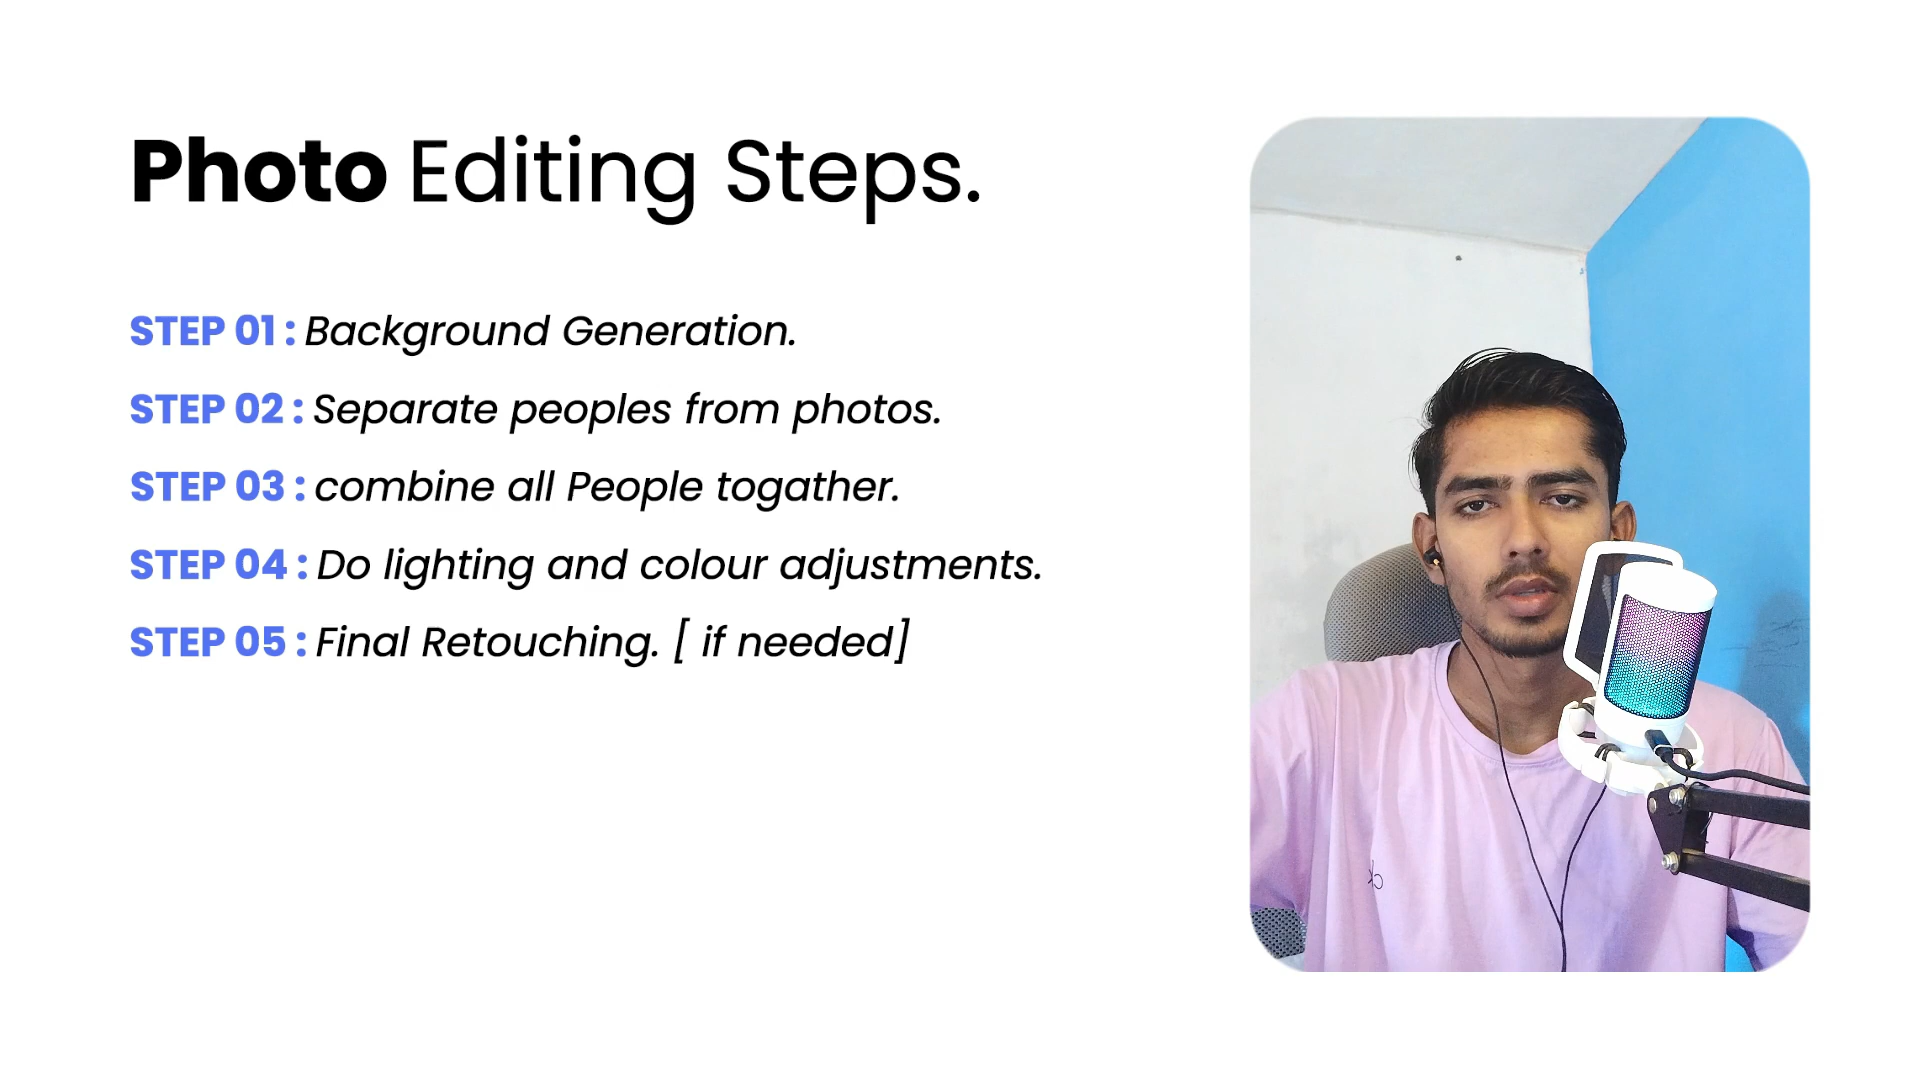 Photo Editing Steps.
STEP 01 : Background Generation.
STEP 02 : Separate peoples from photos.
STEP 03 : combine all People togather.
STEP 04 : Do lighting and colour adjustments.
STEP 05 : Final Retouching. [ if needed]